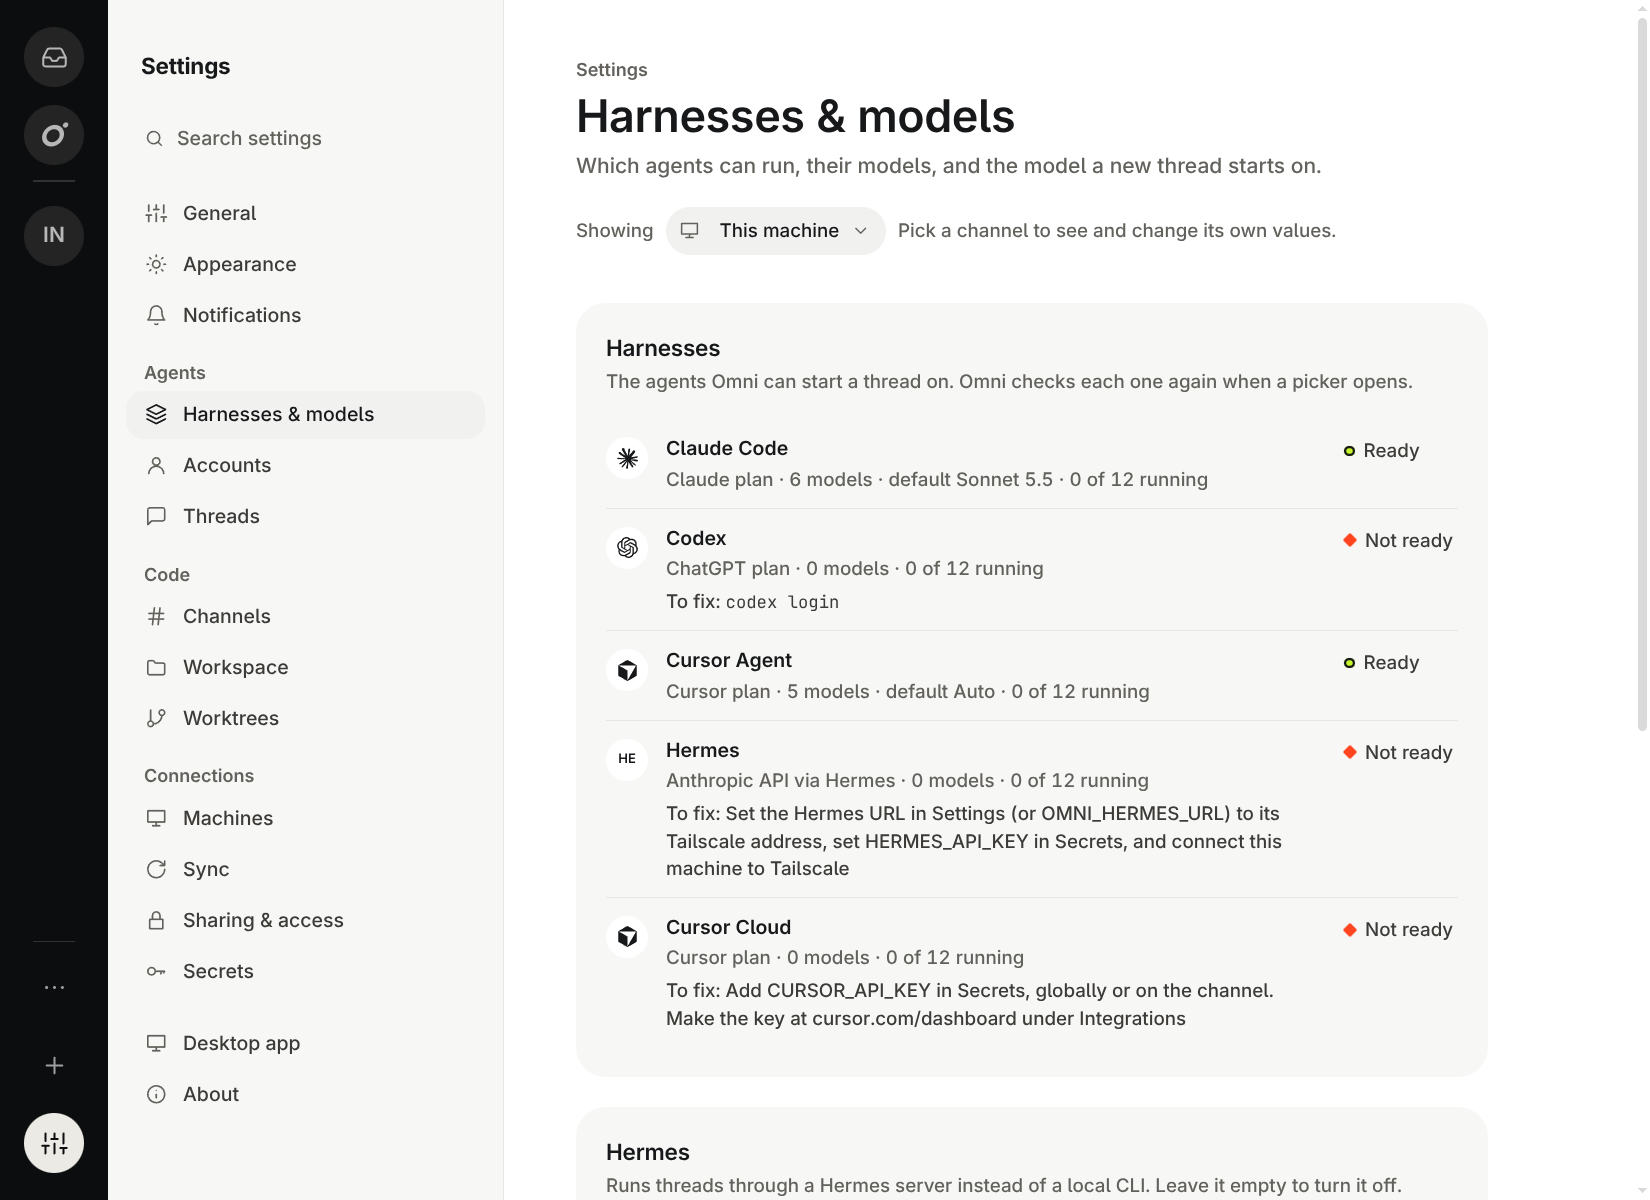 Settings
Search settings
General
Appearance
Notifications
Agents
Harnesses & models
Accounts
Threads
Code
Channels
Workspace
Worktrees
Connections
Machines
Sync
Sharing & access
Secrets
Desktop app
About
IN
Settings
Harnesses & models
Which agents can run, their models, and the model a new thread starts on.
Showing This machine Pick a channel to see and change its own values.
Harnesses
The agents Omni can start a thread on. Omni checks each one again when a picker opens.
Claude Code
Ready
Claude plan · 6 models · default Sonnet 5.5 · 0 of 12 running
Codex
Not ready
ChatGPT plan · 0 models · 0 of 12 running
To fix: codex login
Cursor Agent
Ready
Cursor plan · 5 models · default Auto · 0 of 12 running
HE
Hermes
Not ready
Anthropic API via Hermes · 0 models · 0 of 12 running
To fix: Set the Hermes URL in Settings (or OMNI_HERMES_URL) to its
Tailscale address, set HERMES_API_KEY in Secrets, and connect this
machine to Tailscale
Cursor Cloud
Not ready
Cursor plan · 0 models · 0 of 12 running
To fix: Add CURSOR_API_KEY in Secrets, globally or on the channel.
Make the key at cursor.com/dashboard under Integrations
Hermes
Runs threads through a Hermes server instead of a local CLI. Leave it empty to turn it off.